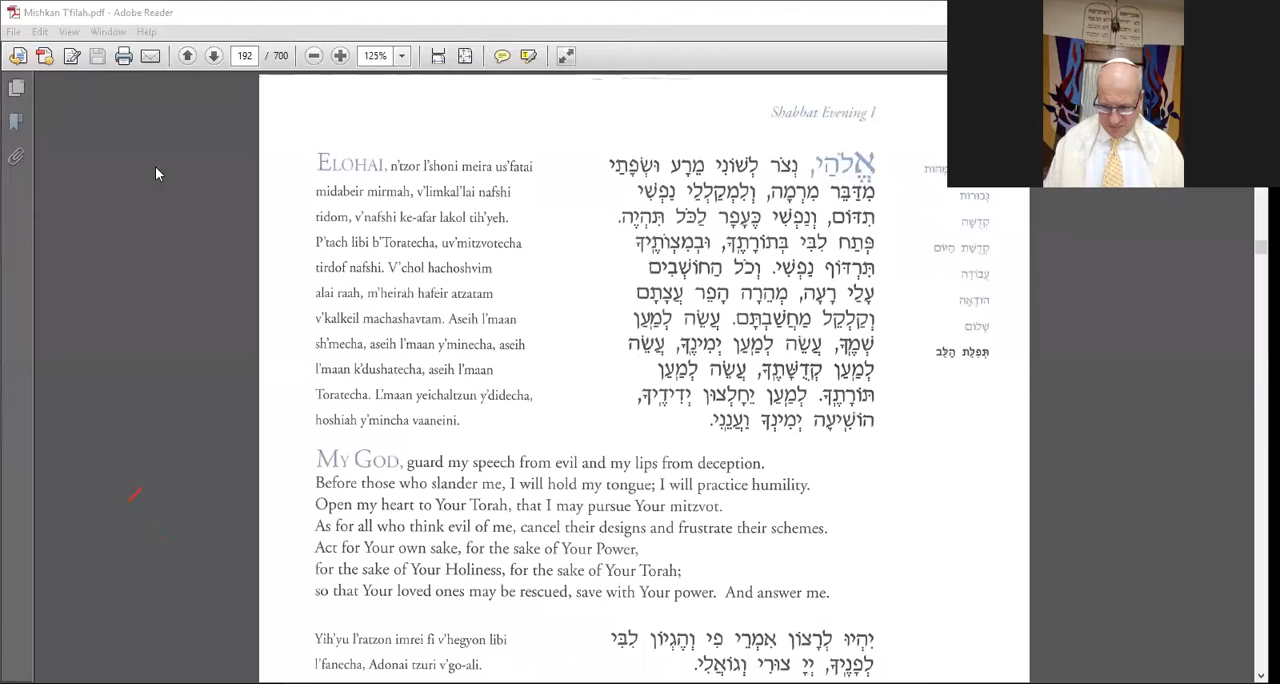 Mishkan T'filah.pdf - Adobe Reader
File Edit View Window Help
192 / 700 125%
Shabbat Evening I
ELOHAI, n'tzor l'shoni meira us'fatai
midabeir mirmah, v'limkal'lai nafshi
tidom, v'nafshi ke-afar lakol tih'yeh.
P'tach libi b'Toratecha, uv'mitzvotecha
tirdof nafshi. V'chol hachoshvim
alai raah, m'heirah hafeir atzatam
v'kalkeil machashavtam. Aseih l'maan
sh'mecha, aseih l'maan y'minecha, aseih
l'maan k'dushatecha, aseih l'maan
Toratecha. L'maan yeichaltzun y'didecha,
hoshiah y'mincha vaaneini.
אֱלֹהַי, נְצֹר לְשׁוֹנִי מֵרָע וּשְׂפָתַי
מִדַּבֵּר מִרְמָה, וְלִמְקַלְלַי נַפְשִׁי
תִדּוֹם, וְנַפְשִׁי כֶּעָפָר לַכֹּל תִּהְיֶה.
פְּתַח לִבִּי בְּתוֹרָתֶךָ, וּבְמִצְוֹתֶיךָ
תִּרְדּוֹף נַפְשִׁי. וְכֹל הַחוֹשְׁבִים
עָלַי רָעָה, מְהֵרָה הָפֵר עֲצָתָם
וְקַלְקֵל מַחֲשַׁבְתָּם. עֲשֵׂה לְמַעַן
שְׁמֶךָ, עֲשֵׂה לְמַעַן יְמִינֶךָ, עֲשֵׂה
לְמַעַן קְדֻשָּׁתֶךָ, עֲשֵׂה לְמַעַן
תּוֹרָתֶךָ. לְמַעַן יֵחָלְצוּן יְדִידֶיךָ,
הוֹשִׁיעָה יְמִינְךָ וַעֲנֵנִי.
גְּבוּרוֹת
קְדֻשָּׁה
קְדֻשַּׁת הַיּוֹם
עֲבוֹדָה
הוֹדָאָה
שָׁלוֹם
תְּפִלַּת הַלֵּב
MY GOD, guard my speech from evil and my lips from deception.
Before those who slander me, I will hold my tongue; I will practice humility.
Open my heart to Your Torah, that I may pursue Your mitzvot.
As for all who think evil of me, cancel their designs and frustrate their schemes.
Act for Your own sake, for the sake of Your Power,
for the sake of Your Holiness, for the sake of Your Torah;
so that Your loved ones may be rescued, save with Your power. And answer me.
Yih'yu l'ratzon imrei fi v'hegyon libi
l'fanecha, Adonai tzuri v'go-ali.
יִהְיוּ לְרָצוֹן אִמְרֵי פִי וְהֶגְיוֹן לִבִּי
לְפָנֶיךָ, יְיָ צוּרִי וְגוֹאֲלִי.